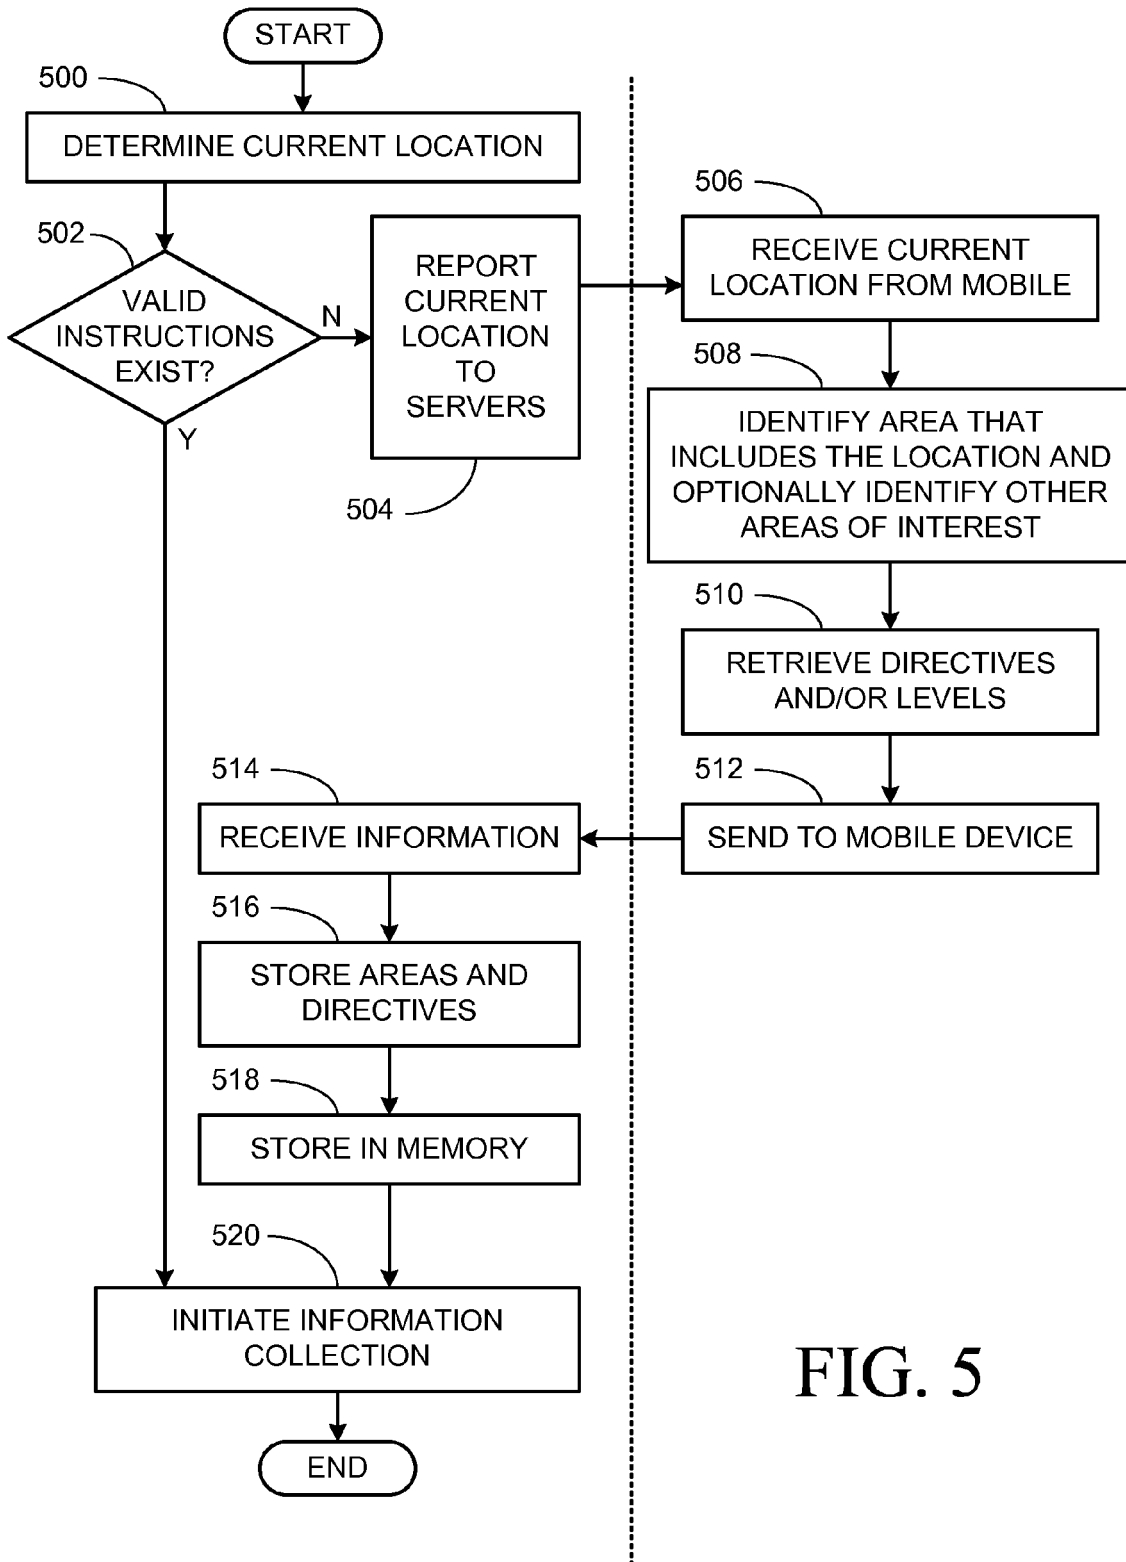 START
500
DETERMINE CURRENT LOCATION
502
VALID
INSTRUCTIONS
EXIST?
N
Y
REPORT
CURRENT
LOCATION
TO
SERVERS
504
506
RECEIVE CURRENT
LOCATION FROM MOBILE
508
IDENTIFY AREA THAT
INCLUDES THE LOCATION AND
OPTIONALLY IDENTIFY OTHER
AREAS OF INTEREST
510
RETRIEVE DIRECTIVES
AND/OR LEVELS
512
SEND TO MOBILE DEVICE
514
RECEIVE INFORMATION
516
STORE AREAS AND
DIRECTIVES
518
STORE IN MEMORY
520
INITIATE INFORMATION
COLLECTION
END
FIG. 5